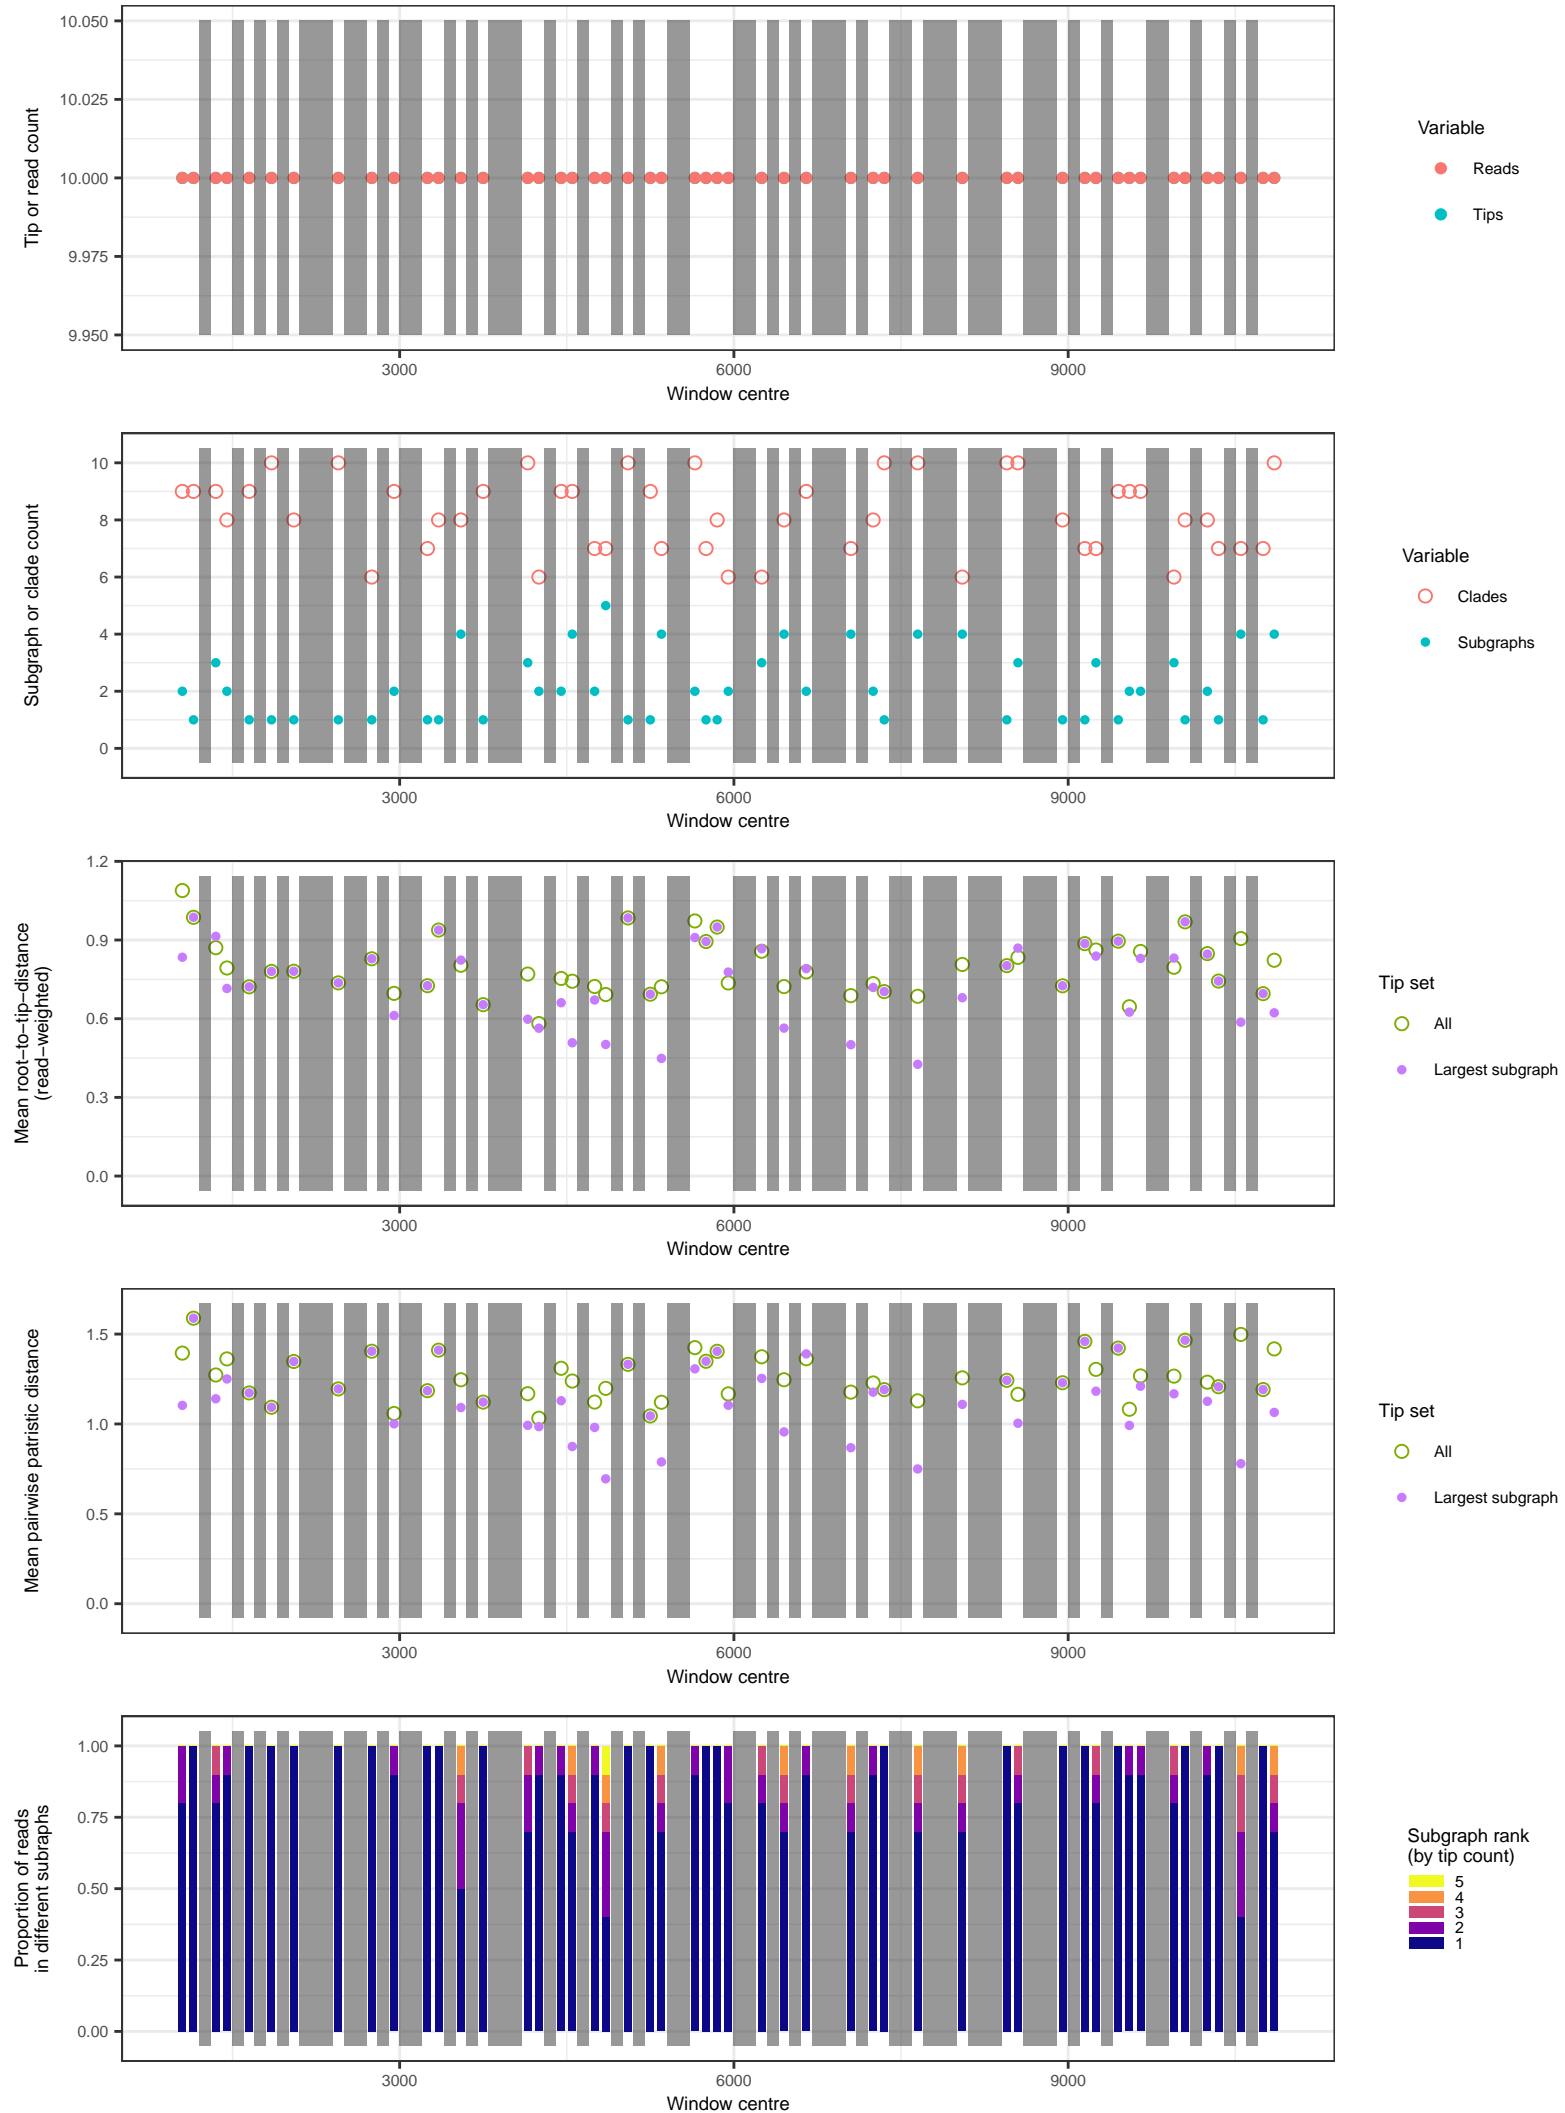 10.050
10.025
10.000
9.975
9.950
Tip or read count
3000 6000 9000
Window centre
Variable
Reads
Tips
10
8
6
4
2
0
Subgraph or clade count
3000 6000 9000
Window centre
Variable
Clades
Subgraphs
1.2
0.9
0.6
0.3
0.0
Mean root−to−tip−distance
(read−weighted)
3000 6000 9000
Window centre
Tip set
All
Largest subgraph
1.5
1.0
0.5
0.0
Mean pairwise patristic distance
3000 6000 9000
Window centre
Tip set
All
Largest subgraph
1.00
0.75
0.50
0.25
0.00
Proportion of reads
in different subraphs
3000 6000 9000
Window centre
Subgraph rank
(by tip count)
5
4
3
2
1